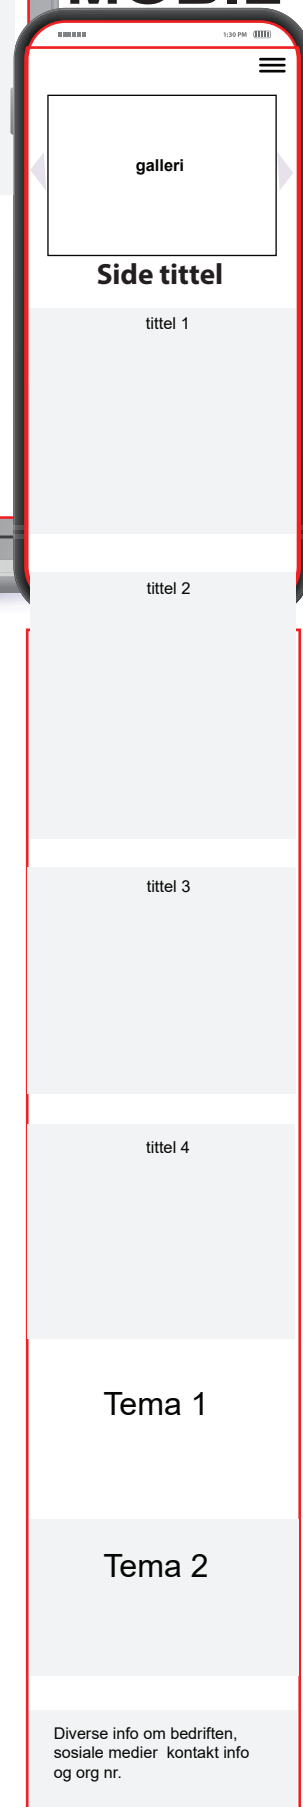 MOBIL
1:30 PM
galleri
Side tittel
tittel 1
tittel 2
tittel 3
tittel 4
Tema 1
Tema 2
Diverse info om bedriften,
sosiale medier kontakt info
og org nr.